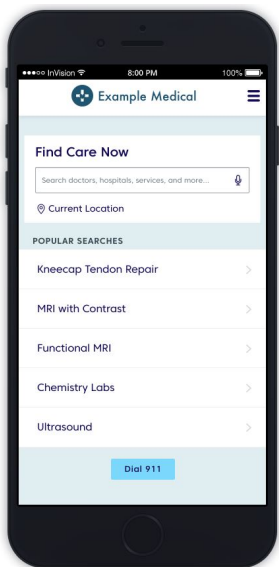 ●●●○○ InVision 8:00 PM 100%
Example Medical
Find Care Now
Search doctors, hospitals, services, and more...
Current Location
POPULAR SEARCHES
Kneecap Tendon Repair
MRI with Contrast
Functional MRI
Chemistry Labs
Ultrasound
Dial 911